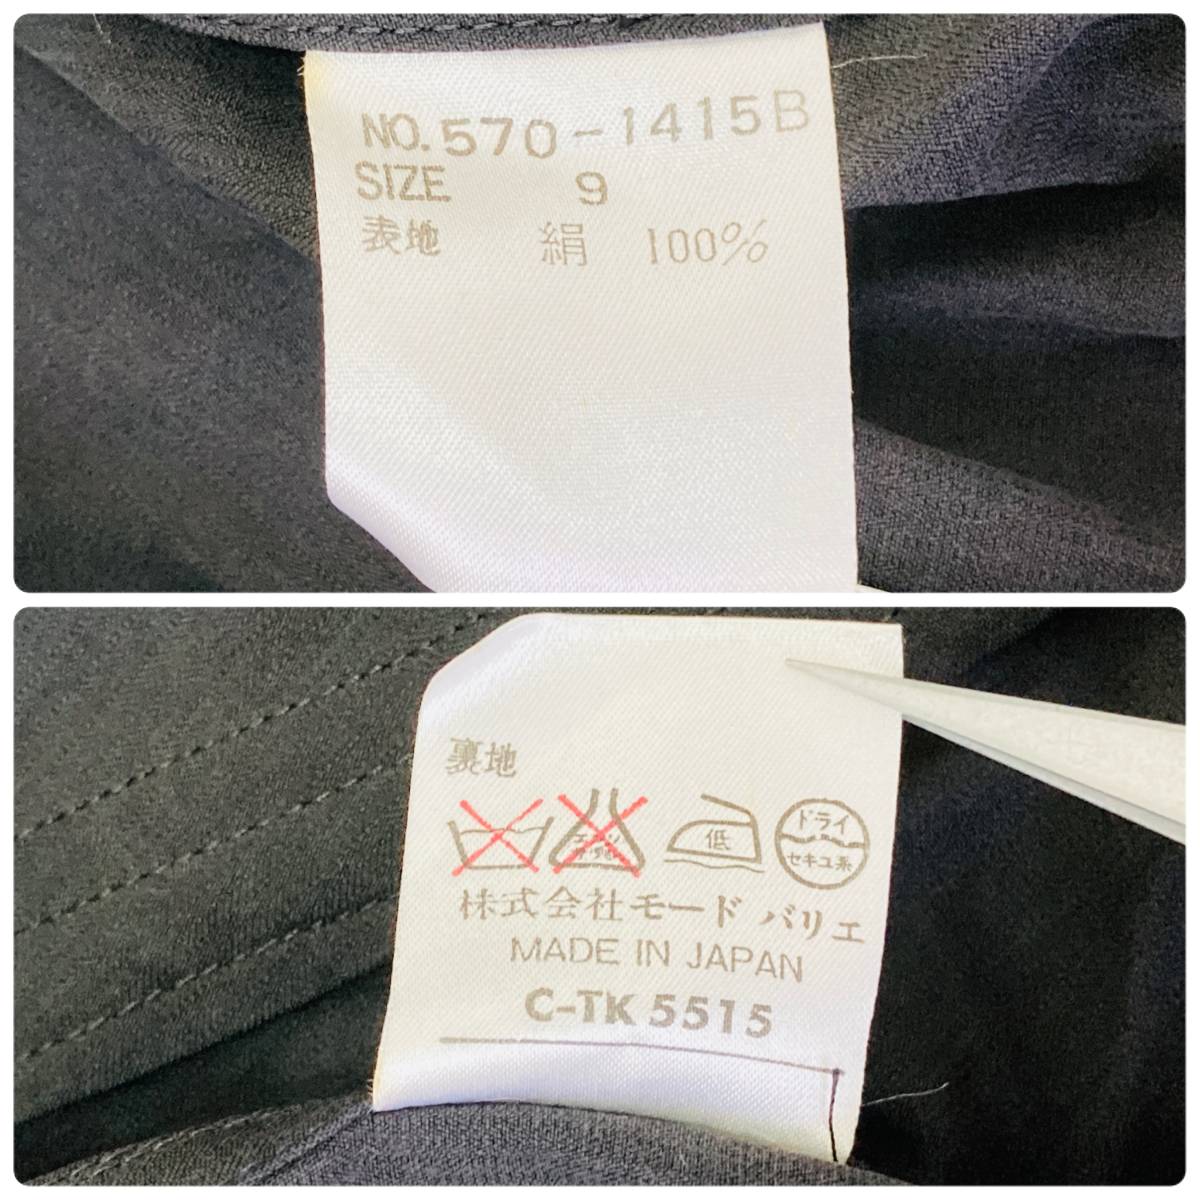 NO.570-1415B
SIZE 9
表地 絹 100%
裏地
低
ドライ
セキユ系
株式会社モード バリエ
MADE IN JAPAN
C-TK 5515